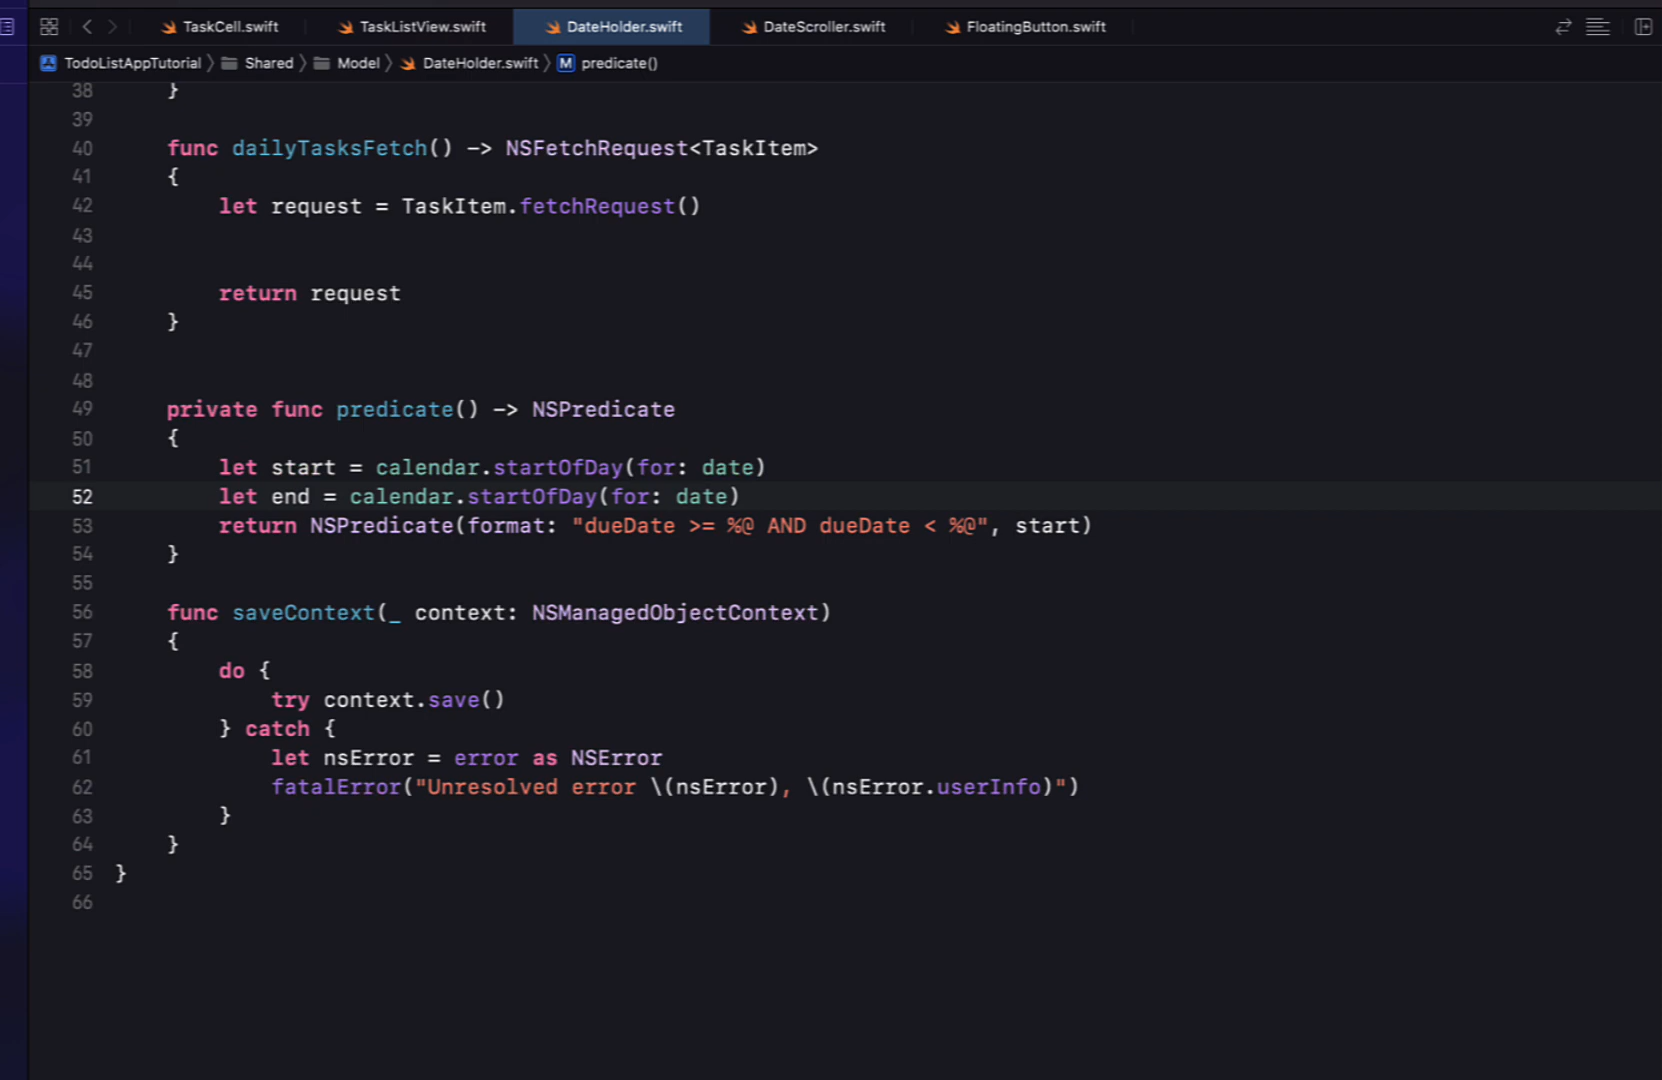 TaskCell.swift TaskListView.swift DateHolder.swift DateScroller.swift FloatingButton.swift
TodoListAppTutorial Shared Model DateHolder.swift M predicate()
38 }
39
40 func dailyTasksFetch() -> NSFetchRequest<TaskItem>
41 {
42 let request = TaskItem.fetchRequest()
43
44
45 return request
46 }
47
48
49 private func predicate() -> NSPredicate
50 {
51 let start = calendar.startOfDay(for: date)
52 let end = calendar.startOfDay(for: date)
53 return NSPredicate(format: "dueDate >= %@ AND dueDate < %@", start)
54 }
55
56 func saveContext(_ context: NSManagedObjectContext)
57 {
58 do {
59 try context.save()
60 } catch {
61 let nsError = error as NSError
62 fatalError("Unresolved error \(nsError), \(nsError.userInfo)")
63 }
64 }
65 }
66